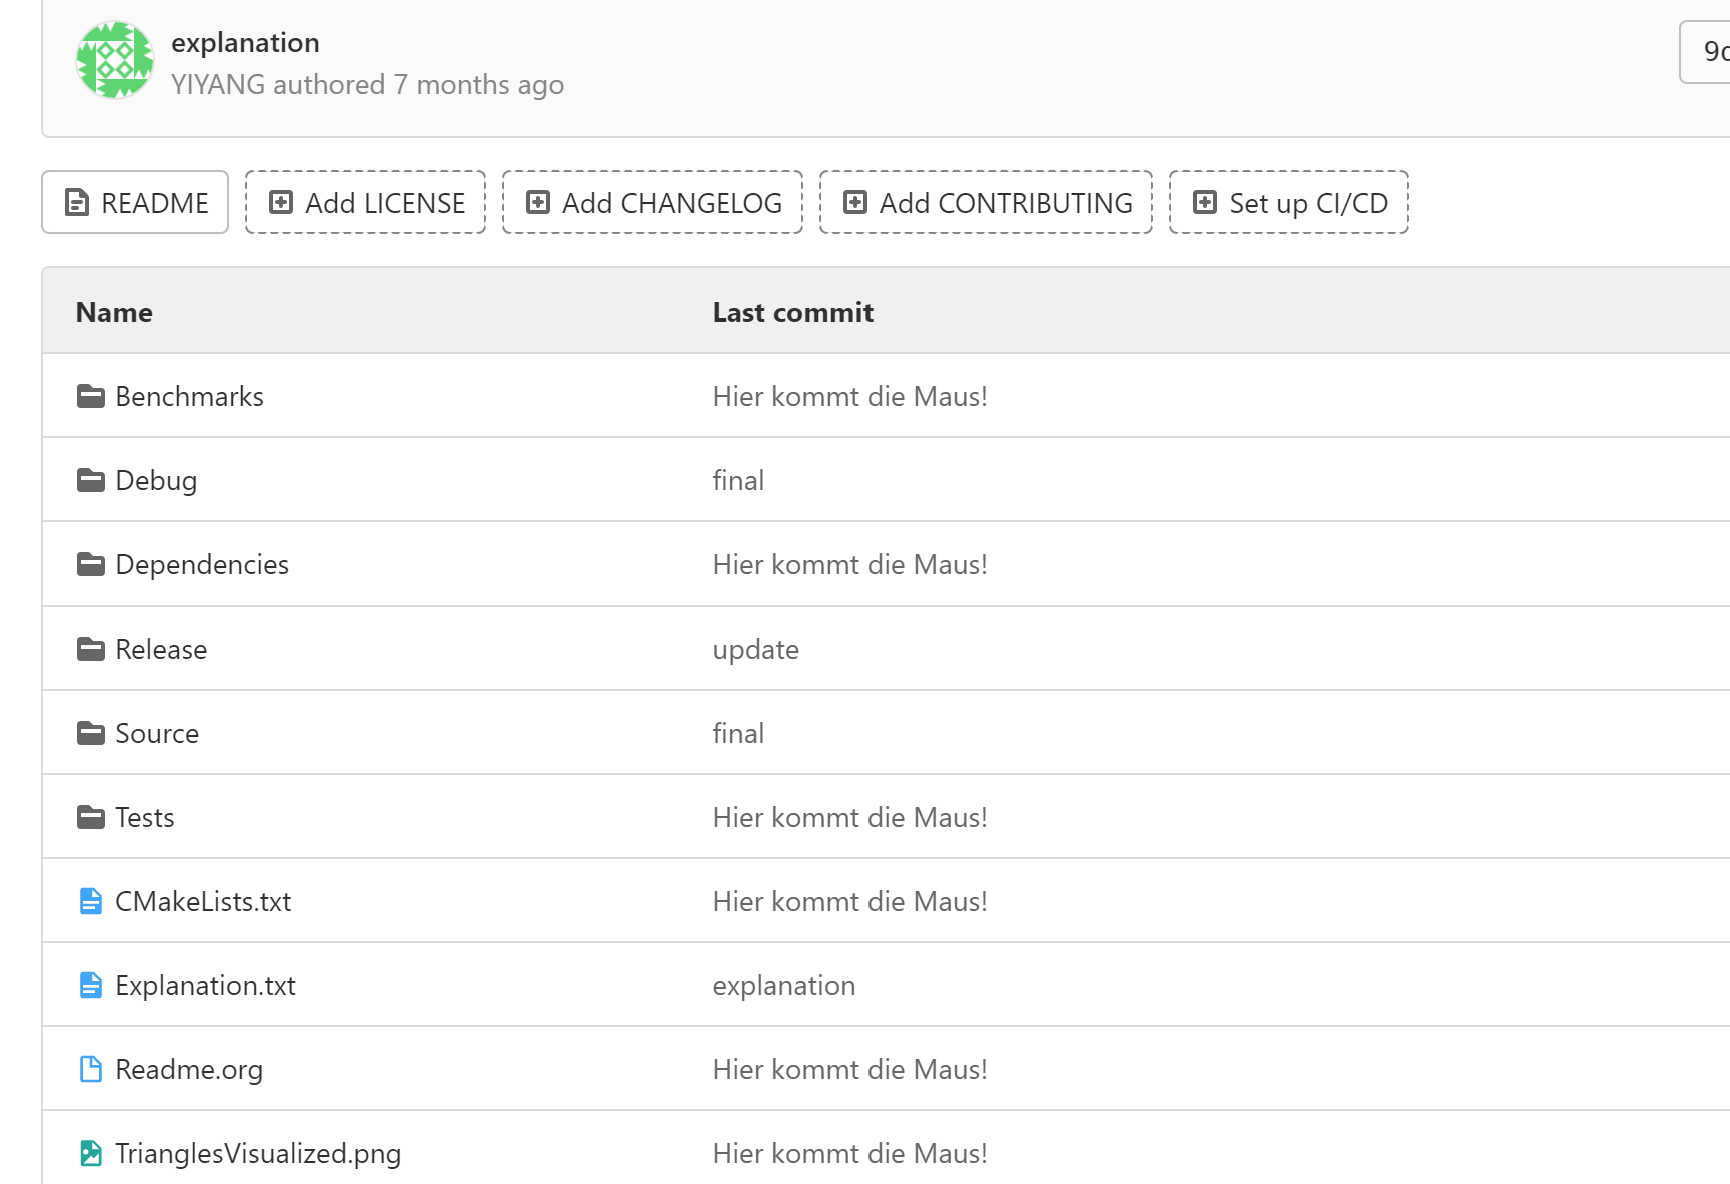 explanation
YIYANG authored 7 months ago
README
Add LICENSE
Add CHANGELOG
Add CONTRIBUTING
Set up CI/CD
Name Last commit
Benchmarks Hier kommt die Maus!
Debug final
Dependencies Hier kommt die Maus!
Release update
Source final
Tests Hier kommt die Maus!
CMakeLists.txt Hier kommt die Maus!
Explanation.txt explanation
Readme.org Hier kommt die Maus!
TrianglesVisualized.png Hier kommt die Maus!